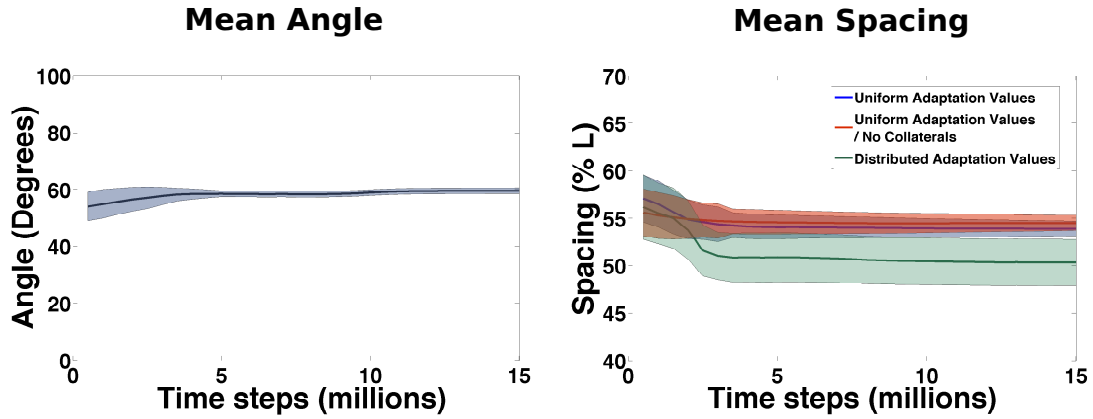 Mean Angle
Angle (Degrees)
100
80
60
40
20
0
0 5 10 15
Time steps (millions)
Mean Spacing
Spacing (% L)
70
65
60
55
50
45
40
0 5 10 15
Time steps (millions)
Uniform Adaptation Values
Uniform Adaptation Values
/ No Collaterals
Distributed Adaptation Values